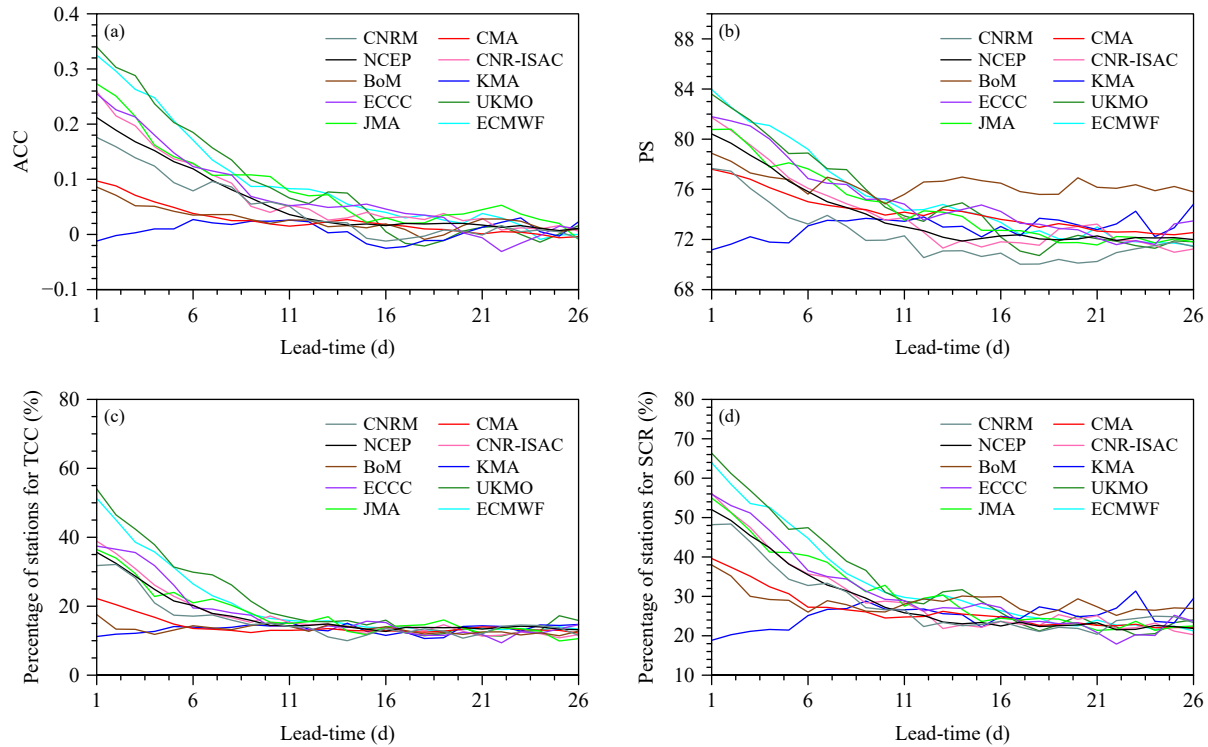 (a)
0.4
0.3
0.2
0.1
0
−0.1
ACC
CNRM
NCEP
BoM
ECCC
JMA
CMA
CNR-ISAC
KMA
UKMO
ECMWF
1 6 11 16 21 26
Lead-time (d)
(b)
88
84
80
76
72
68
PS
CNRM
NCEP
BoM
ECCC
JMA
CMA
CNR-ISAC
KMA
UKMO
ECMWF
1 6 11 16 21 26
Lead-time (d)
(c)
80
60
40
20
0
Percentage of stations for TCC (%)
CNRM
NCEP
BoM
ECCC
JMA
CMA
CNR-ISAC
KMA
UKMO
ECMWF
1 6 11 16 21 26
Lead-time (d)
(d)
80
70
60
50
40
30
20
10
Percentage of stations for SCR (%)
CNRM
NCEP
BoM
ECCC
JMA
CMA
CNR-ISAC
KMA
UKMO
ECMWF
1 6 11 16 21 26
Lead-time (d)